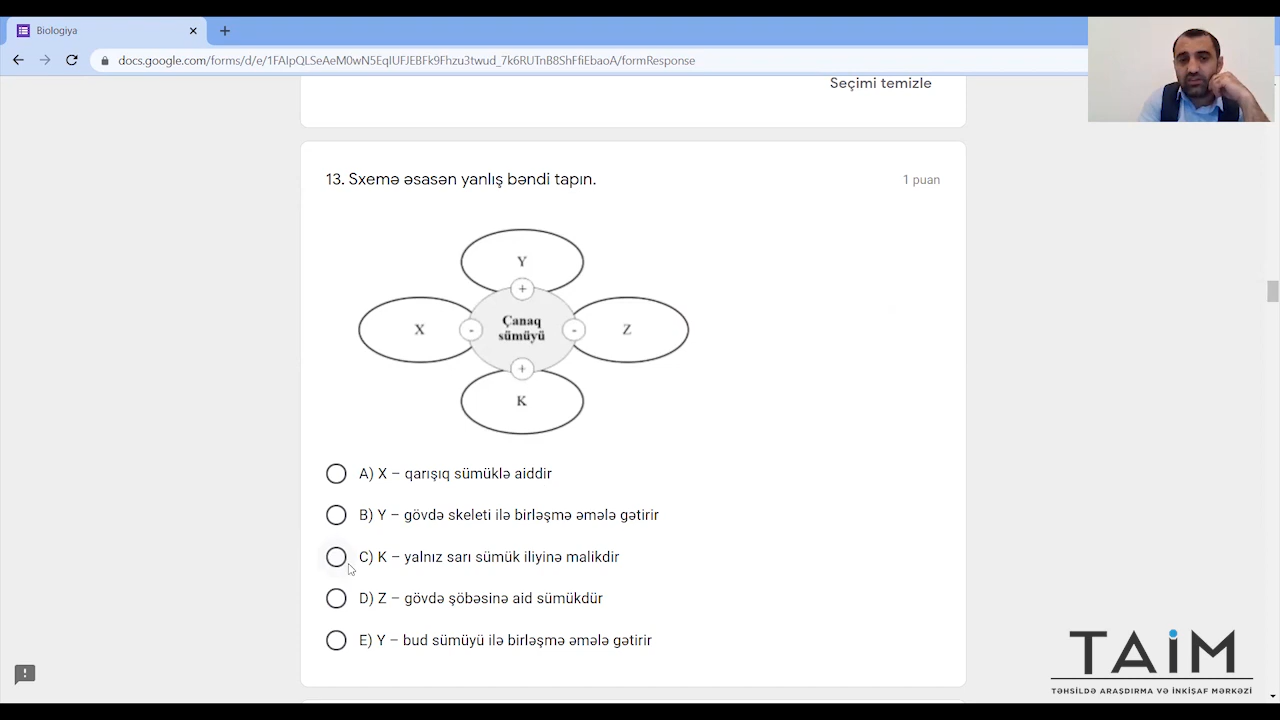 Biologiya
docs.google.com/forms/d/e/1FAIpQLSeAeM0wN5EqIUFJEBFk9Fhzu3twud_7k6RUTnB8ShFfiEbaoA/formResponse
Seçimi temizle
13. Sxemə əsasən yanlış bəndi tapın.
1 puan
Y
+
X
-
Çanaq
sümüyü
-
Z
+
K
A) X – qarışıq sümüklə aiddir
B) Y – gövdə skeleti ilə birləşmə əmələ gətirir
C) K – yalnız sarı sümük iliyinə malikdir
D) Z – gövdə şöbəsinə aid sümükdür
E) Y – bud sümüyü ilə birləşmə əmələ gətirir
TAiM
TƏHSİLDƏ ARAŞDIRMA VƏ İNKİŞAF MƏRKƏZİ